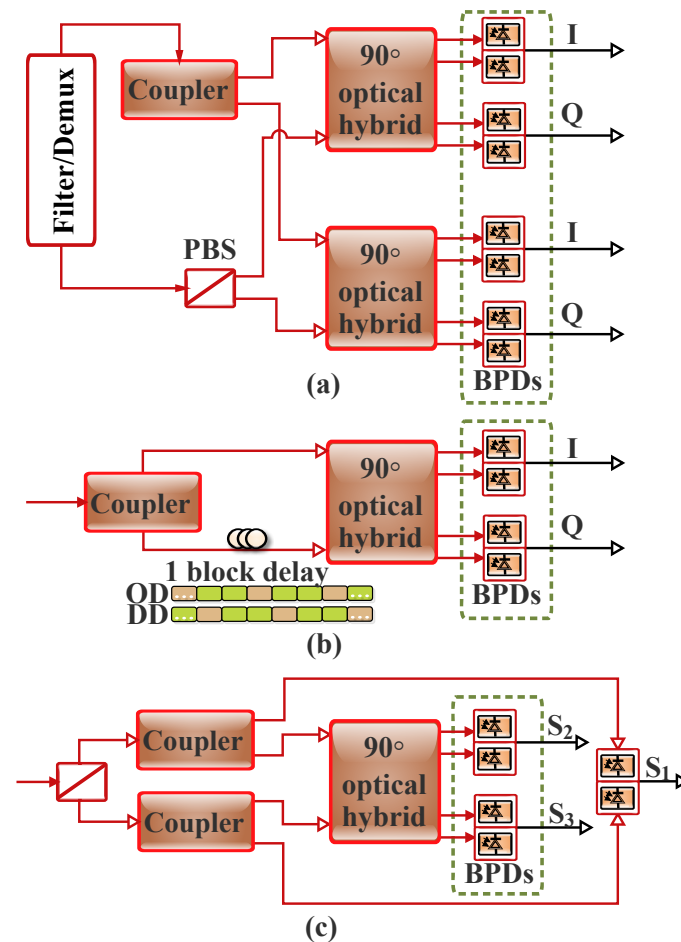 Filter/Demux
Coupler
90°
optical
hybrid
I
Q
PBS
90°
optical
hybrid
I
Q
BPDs
(a)
Coupler
90°
optical
hybrid
I
Q
1 block delay
OD
...
...
DD
...
...
BPDs
(b)
Coupler
Coupler
90°
optical
hybrid
S₂
S₃
S₁
BPDs
(c)